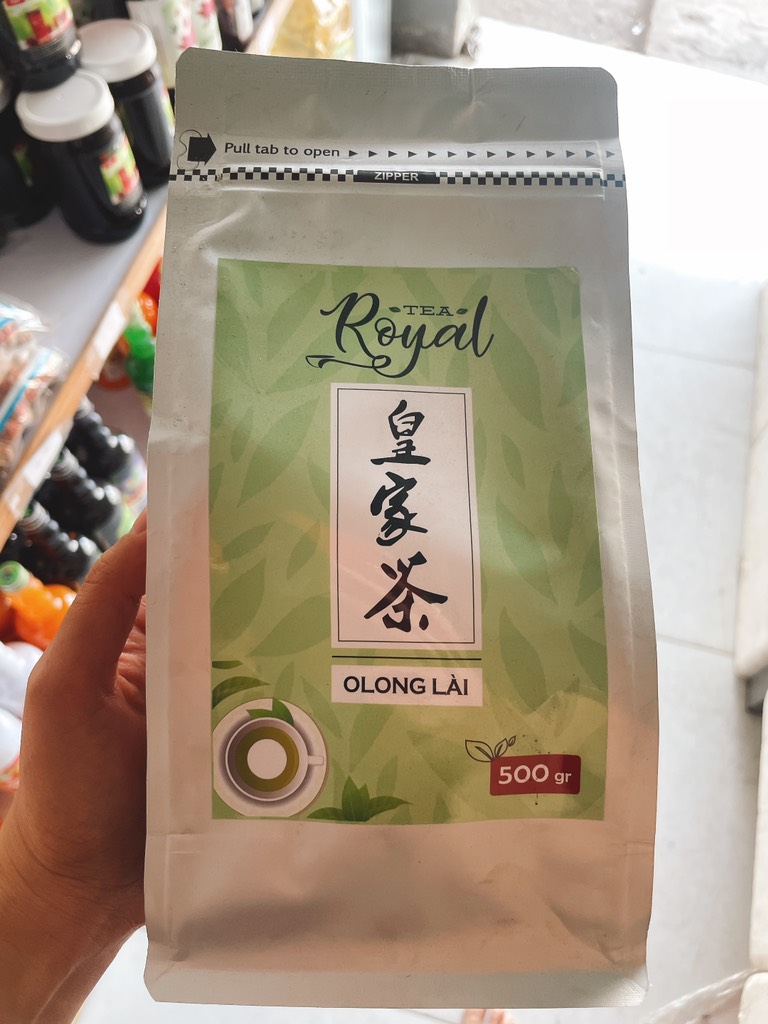 Pull tab to open
ZIPPER
TEA
Royal
皇
家
茶
OLONG LÀI
500 gr